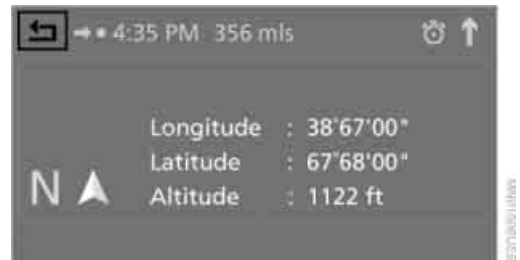 4:35 PM 356 mls
Longitude : 38°67'00"
Latitude : 67°68'00"
N Altitude : 1122 ft